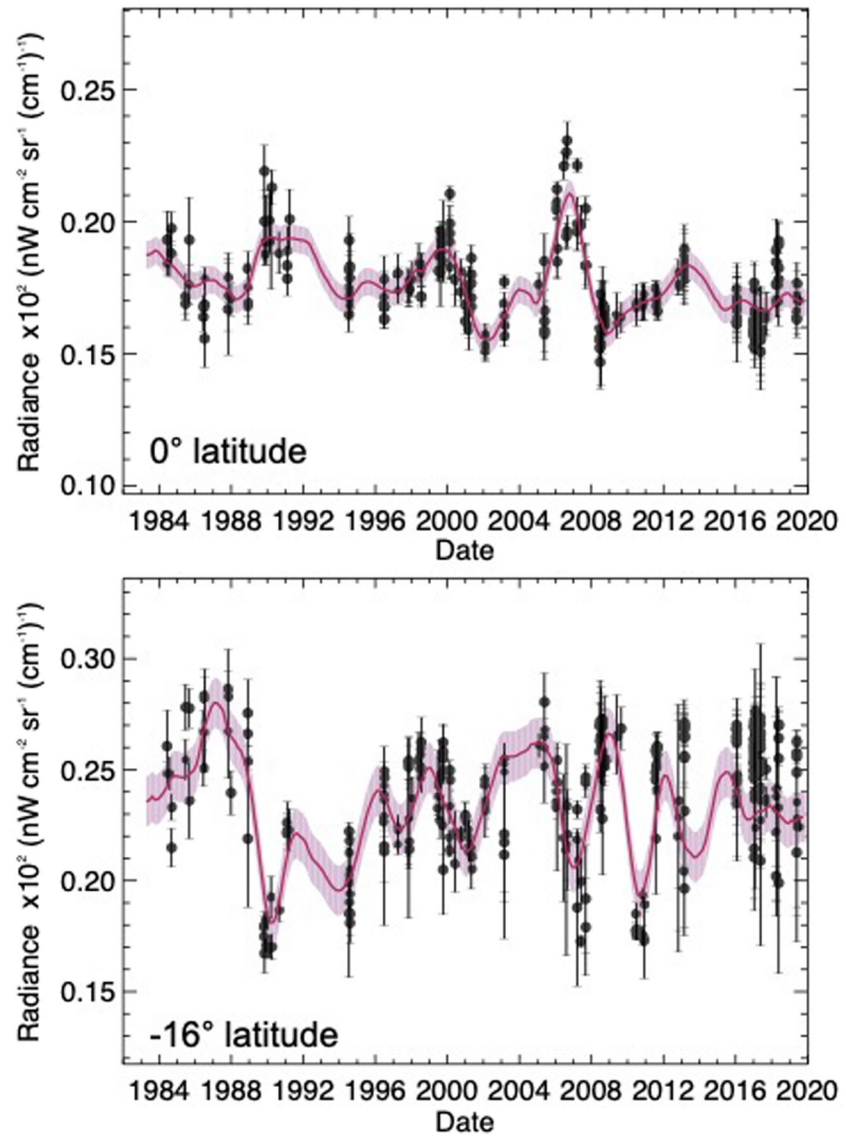 Radiance x10² (nW cm⁻² sr⁻¹ (cm⁻¹)⁻¹)
0.25
0.20
0.15
0.10
0° latitude
1984 1988 1992 1996 2000 2004 2008 2012 2016 2020
Date
Radiance x10² (nW cm⁻² sr⁻¹ (cm⁻¹)⁻¹)
0.30
0.25
0.20
0.15
-16° latitude
1984 1988 1992 1996 2000 2004 2008 2012 2016 2020
Date